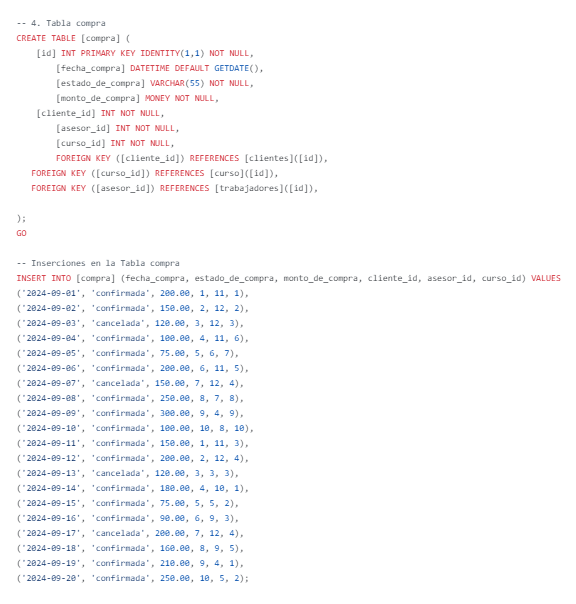 -- 4. Tabla compra
CREATE TABLE [compra] (
[id] INT PRIMARY KEY IDENTITY(1,1) NOT NULL,
[fecha_compra] DATETIME DEFAULT GETDATE(),
[estado_de_compra] VARCHAR(55) NOT NULL,
[monto_de_compra] MONEY NOT NULL,
[cliente_id] INT NOT NULL,
[asesor_id] INT NOT NULL,
[curso_id] INT NOT NULL,
FOREIGN KEY ([cliente_id]) REFERENCES [clientes]([id]),
FOREIGN KEY ([curso_id]) REFERENCES [curso]([id]),
FOREIGN KEY ([asesor_id]) REFERENCES [trabajadores]([id]),
);
GO
-- Inserciones en la Tabla compra
INSERT INTO [compra] (fecha_compra, estado_de_compra, monto_de_compra, cliente_id, asesor_id, curso_id) VALUES
('2024-09-01', 'confirmada', 200.00, 1, 11, 1),
('2024-09-02', 'confirmada', 150.00, 2, 12, 2),
('2024-09-03', 'cancelada', 120.00, 3, 12, 3),
('2024-09-04', 'confirmada', 100.00, 4, 11, 6),
('2024-09-05', 'confirmada', 75.00, 5, 6, 7),
('2024-09-06', 'confirmada', 200.00, 6, 11, 5),
('2024-09-07', 'cancelada', 150.00, 7, 12, 4),
('2024-09-08', 'confirmada', 250.00, 8, 7, 8),
('2024-09-09', 'confirmada', 300.00, 9, 4, 9),
('2024-09-10', 'confirmada', 100.00, 10, 8, 10),
('2024-09-11', 'confirmada', 150.00, 1, 11, 3),
('2024-09-12', 'confirmada', 200.00, 2, 12, 4),
('2024-09-13', 'cancelada', 120.00, 3, 3, 3),
('2024-09-14', 'confirmada', 180.00, 4, 10, 1),
('2024-09-15', 'confirmada', 75.00, 5, 5, 2),
('2024-09-16', 'confirmada', 90.00, 6, 9, 3),
('2024-09-17', 'cancelada', 200.00, 7, 12, 4),
('2024-09-18', 'confirmada', 160.00, 8, 9, 5),
('2024-09-19', 'confirmada', 210.00, 9, 4, 1),
('2024-09-20', 'confirmada', 250.00, 10, 5, 2);